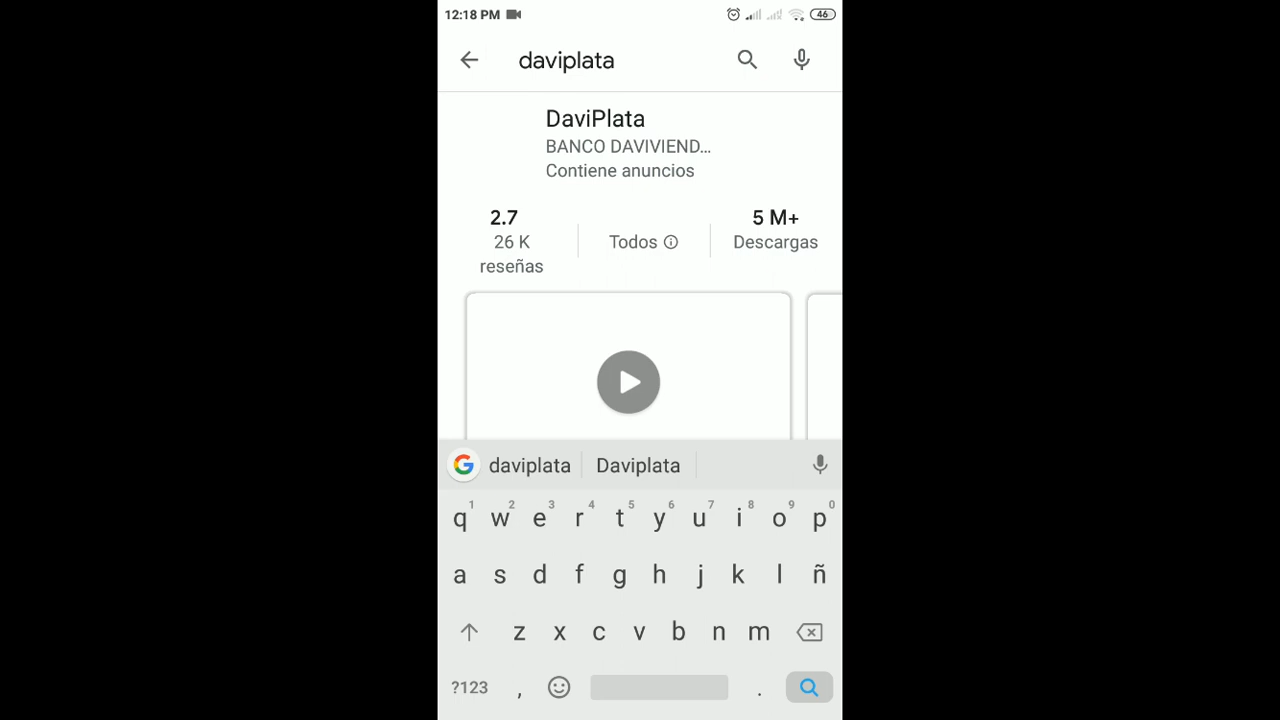 12:18 PM 46
daviplata
DaviPlata
BANCO DAVIVIEND...
Contiene anuncios
2.7
26 K
reseñas
Todos
5 M+
Descargas
daviplata Daviplata
1 2 3 4 5 6 7 8 9 0
q w e r t y u i o p
a s d f g h j k l ñ
z x c v b n m
?123 , .